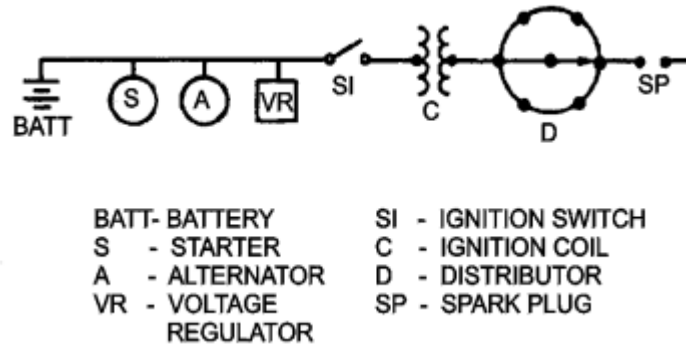 S A VR SI SP
BATT C D
BATT- BATTERY
S - STARTER
A - ALTERNATOR
VR - VOLTAGE
REGULATOR
SI - IGNITION SWITCH
C - IGNITION COIL
D - DISTRIBUTOR
SP - SPARK PLUG